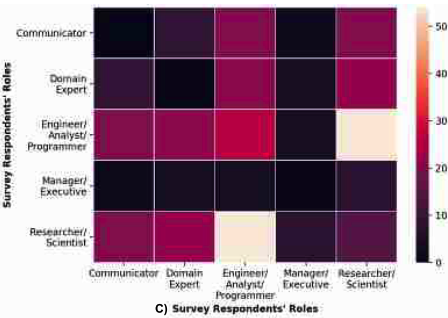 Survey Respondents' Roles
Communicator
Domain
Expert
Engineer/
Analyst/
Programmer
Manager/
Executive
Researcher/
Scientist
50
40
30
20
10
0
Communicator
Domain
Expert
Engineer/
Analyst/
Programmer
Manager/
Executive
Researcher/
Scientist
C) Survey Respondents' Roles